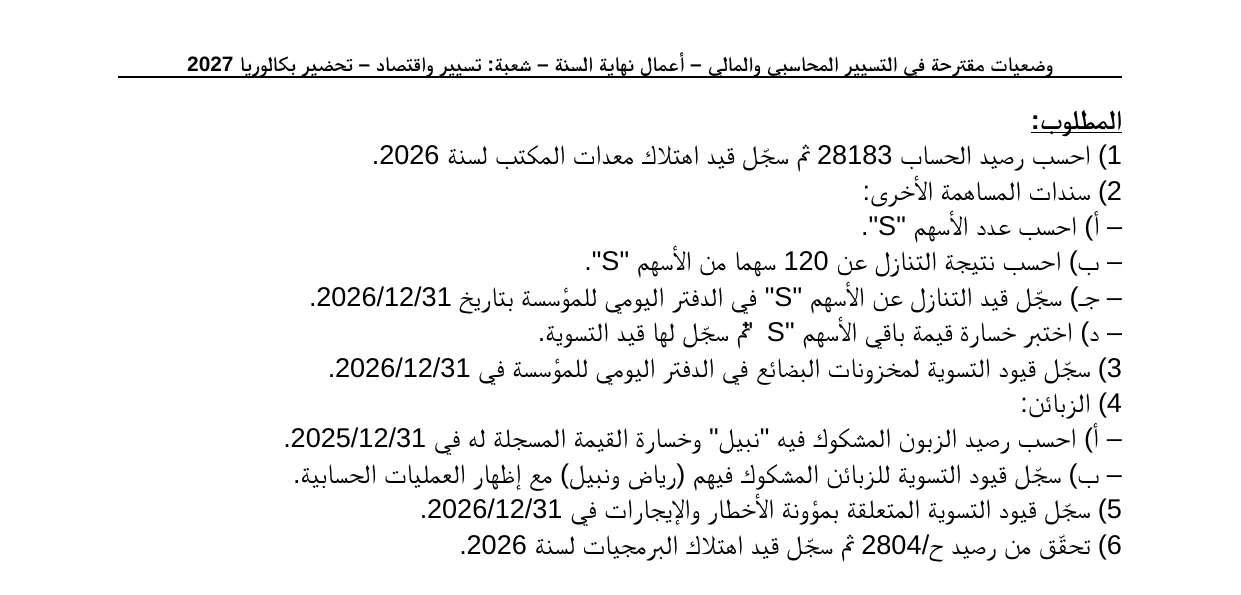 وضعيات مقترحة في التسيير المحاسبي والمالي – أعمال نهاية السنة – شعبة: تسيير واقتصاد – تحضير بكالوريا 2027
المطلوب:
1) احسب رصيد الحساب 28183 ثم سجّل قيد اهتلاك معدات المكتب لسنة 2026.
2) سندات المساهمة الأخرى:
– أ) احسب عدد الأسهم "S".
– ب) احسب نتيجة التنازل عن 120 سهما من الأسهم "S".
– جـ) سجّل قيد التنازل عن الأسهم "S" في الدفتر اليومي للمؤسسة بتاريخ 2026/12/31.
– د) اختبر خسارة قيمة باقي الأسهم "S" ثم سجّل لها قيد التسوية.
3) سجّل قيود التسوية لمخزونات البضائع في الدفتر اليومي للمؤسسة في 2026/12/31.
4) الزبائن:
– أ) احسب رصيد الزبون المشكوك فيه "نبيل" وخسارة القيمة المسجلة له في 2025/12/31.
– ب) سجّل قيود التسوية للزبائن المشكوك فيهم (رياض ونبيل) مع إظهار العمليات الحسابية.
5) سجّل قيود التسوية المتعلقة بمؤونة الأخطار والإيجارات في 2026/12/31.
6) تحقّق من رصيد ح/2804 ثم سجّل قيد اهتلاك البرمجيات لسنة 2026.